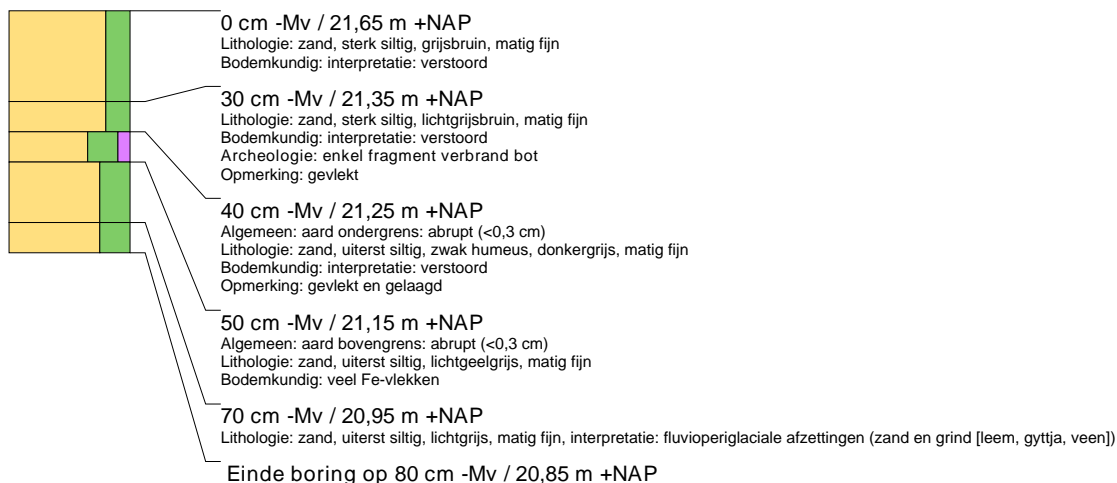 0 cm -Mv / 21,65 m +NAP
Lithologie: zand, sterk siltig, grijsbruin, matig fijn
Bodemkundig: interpretatie: verstoord
30 cm -Mv / 21,35 m +NAP
Lithologie: zand, sterk siltig, lichtgrijsbruin, matig fijn
Bodemkundig: interpretatie: verstoord
Archeologie: enkel fragment verbrand bot
Opmerking: gevlekt
40 cm -Mv / 21,25 m +NAP
Algemeen: aard ondergrens: abrupt (<0,3 cm)
Lithologie: zand, uiterst siltig, zwak humeus, donkergrijs, matig fijn
Bodemkundig: interpretatie: verstoord
Opmerking: gevlekt en gelaagd
50 cm -Mv / 21,15 m +NAP
Algemeen: aard bovengrens: abrupt (<0,3 cm)
Lithologie: zand, uiterst siltig, lichtgeelgrijs, matig fijn
Bodemkundig: veel Fe-vlekken
70 cm -Mv / 20,95 m +NAP
Lithologie: zand, uiterst siltig, lichtgrijs, matig fijn, interpretatie: fluvioperiglaciale afzettingen (zand en grind [leem, gyttja, veen])
Einde boring op 80 cm -Mv / 20,85 m +NAP